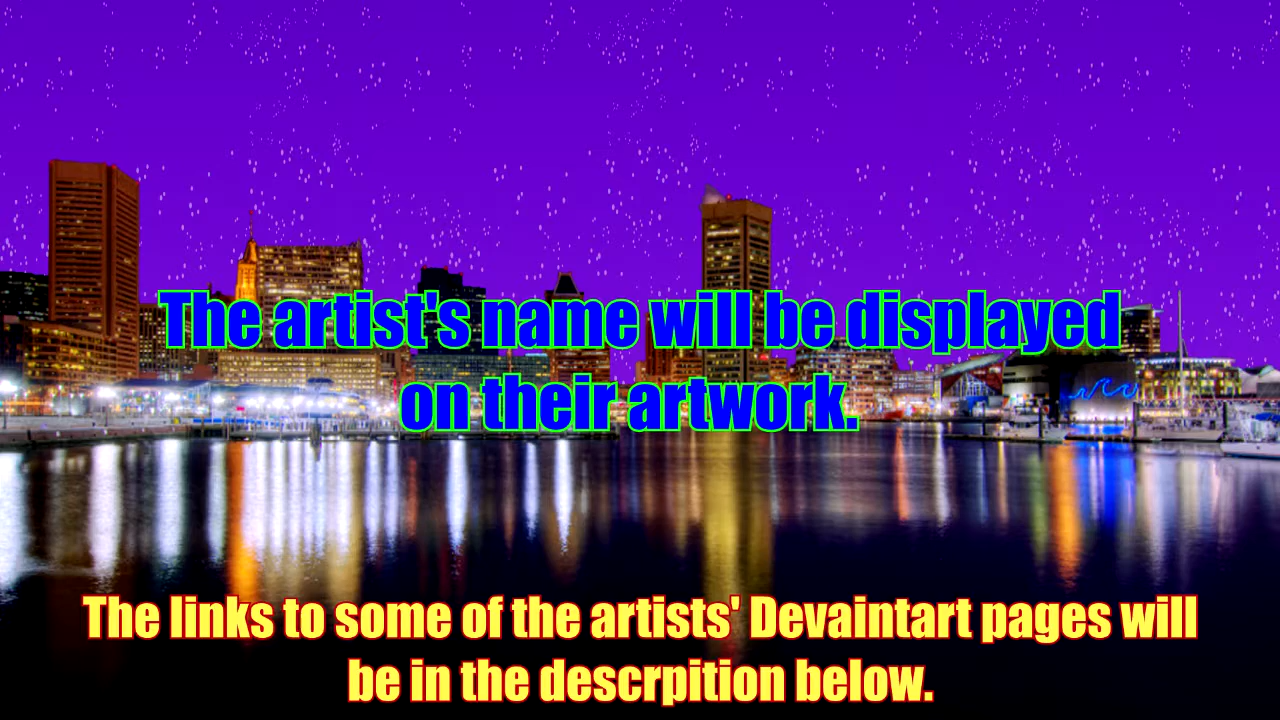 The artist's name will be displayed
on their artwork.
The links to some of the artists' Devaintart pages will
be in the descrpition below.